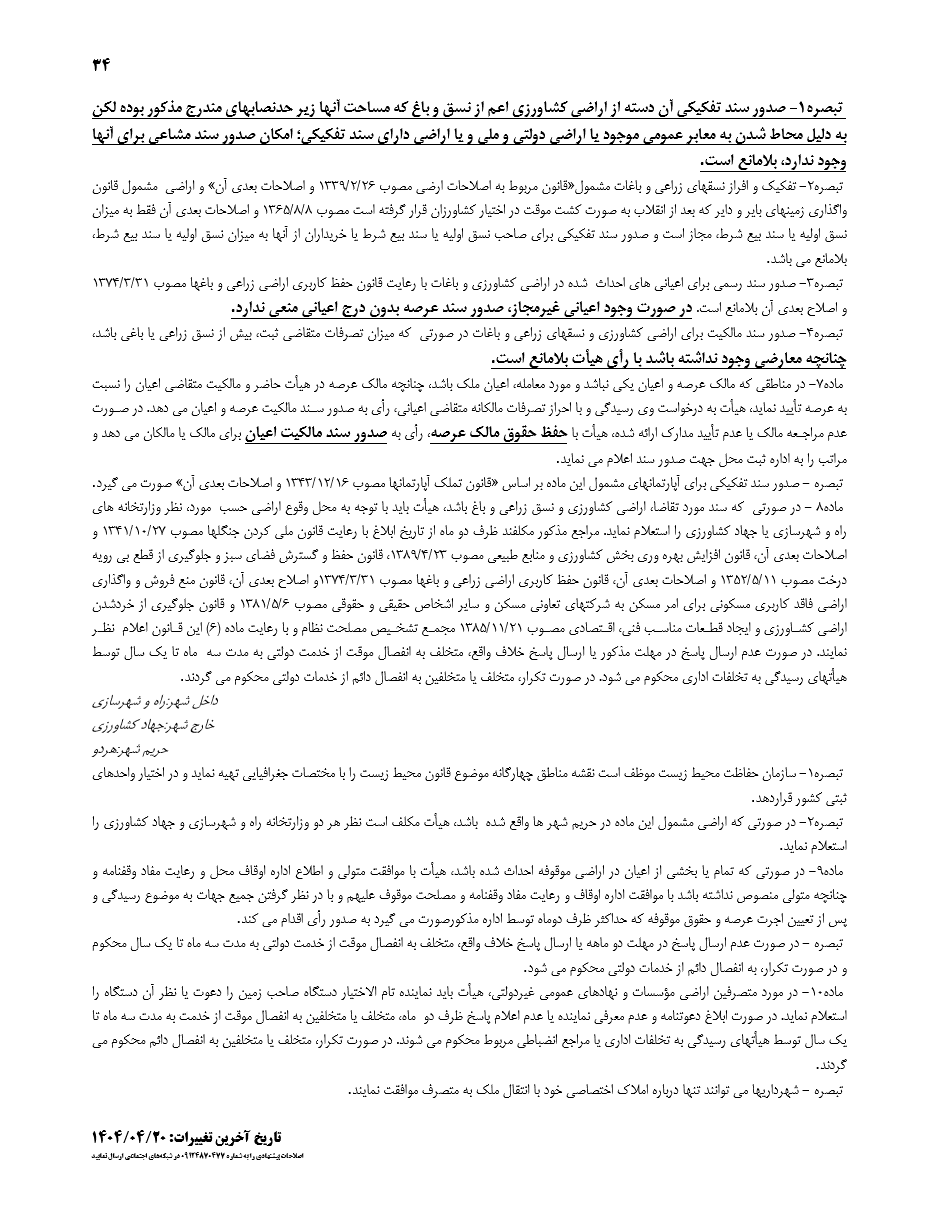 ۳۴
تبصره۱- صدور سند تفکیکی آن دسته از اراضی کشاورزی اعم از نسق و باغ که مساحت آنها زیر حدنصابهای مندرج مذکور بوده لکن
به دلیل محاط شدن به معابر عمومی موجود یا اراضی دولتی و ملی و یا اراضی دارای سند تفکیکی؛ امکان صدور سند مشاعی برای آنها
وجود ندارد، بلامانع است.
تبصره۲- تفکیک و افراز نسقهای زراعی و باغات مشمول«قانون مربوط به اصلاحات ارضی مصوب ۱۳۳۹/۲/۲۶ و اصلاحات بعدی آن» و اراضی مشمول قانون
واگذاری زمینهای بایر و دایر که بعد از انقلاب به صورت کشت موقت در اختیار کشاورزان قرار گرفته است مصوب ۱۳۶۵/۸/۸ و اصلاحات بعدی آن فقط به میزان
نسق اولیه یا سند بیع شرط، مجاز است و صدور سند تفکیکی برای صاحب نسق اولیه یا سند بیع شرط یا خریداران از آنها به میزان نسق اولیه یا سند بیع شرط،
بلامانع می باشد.
تبصره۳- صدور سند رسمی برای اعیانی های احداث شده در اراضی کشاورزی و باغات با رعایت قانون حفظ کاربری اراضی زراعی و باغها مصوب ۱۳۷۴/۳/۳۱
و اصلاح بعدی آن بلامانع است. در صورت وجود اعیانی غیرمجاز، صدور سند عرصه بدون درج اعیانی منعی ندارد.
تبصره۴- صدور سند مالکیت برای اراضی کشاورزی و نسقهای زراعی و باغات در صورتی که میزان تصرفات متقاضی ثبت، بیش از نسق زراعی یا باغی باشد،
چنانچه معارضی وجود نداشته باشد با رأی هیأت بلامانع است.
ماده۷- در مناطقی که مالک عرصه و اعیان یکی نباشد و مورد معامله، اعیان ملک باشد، چنانچه مالک عرصه در هیأت حاضر و مالکیت متقاضی اعیان را نسبت
به عرصه تأیید نماید، هیأت به درخواست وی رسیدگی و با احراز تصرفات مالکانه متقاضی اعیانی، رأی به صدور سـند مالکیت عرصه و اعیان می دهد. در صـورت
عدم مراجـعه مالک یا عدم تأیید مدارک ارائه شده، هیأت با حفظ حقوق مالک عرصه، رأی به صدور سند مالکیت اعیان برای مالک یا مالکان می دهد و
مراتب را به اداره ثبت محل جهت صدور سند اعلام می نماید.
تبصره - صدور سند تفکیکی برای آپارتمانهای مشمول این ماده بر اساس «قانون تملک آپارتمانها مصوب ۱۳۴۳/۱۲/۱۶ و اصلاحات بعدی آن» صورت می گیرد.
ماده۸ - در صورتی که سند مورد تقاضا، اراضی کشاورزی و نسق زراعی و باغ باشد، هیأت باید با توجه به محل وقوع اراضی حسب مورد، نظر وزارتخانه های
راه و شهرسازی یا جهاد کشاورزی را استعلام نماید. مراجع مذکور مکلفند ظرف دو ماه از تاریخ ابلاغ با رعایت قانون ملی کردن جنگلها مصوب ۱۳۴۱/۱۰/۲۷ و
اصلاحات بعدی آن، قانون افزایش بهره وری بخش کشاورزی و منابع طبیعی مصوب ۱۳۸۹/۴/۲۳، قانون حفظ و گسترش فضای سبز و جلوگیری از قطع بی رویه
درخت مصوب ۱۳۵۲/۵/۱۱ و اصلاحات بعدی آن، قانون حفظ کاربری اراضی زراعی و باغها مصوب ۱۳۷۴/۳/۳۱و اصلاح بعدی آن، قانون منع فروش و واگذاری
اراضی فاقد کاربری مسکونی برای امر مسکن به شرکتهای تعاونی مسکن و سایر اشخاص حقیقی و حقوقی مصوب ۱۳۸۱/۵/۶ و قانون جلوگیری از خردشدن
اراضی کشـاورزی و ایجاد قطـعات مناسـب فنی، اقـتصادی مصـوب ۱۳۸۵/۱۱/۲۱ مجمـع تشخـیص مصلحت نظام و با رعایت ماده (۶) این قـانون اعلام نظـر
نمایند. در صورت عدم ارسال پاسخ در مهلت مذکور یا ارسال پاسخ خلاف واقع، متخلف به انفصال موقت از خدمت دولتی به مدت سه ماه تا یک سال توسط
هیأتهای رسیدگی به تخلفات اداری محکوم می شود. در صورت تکرار، متخلف یا متخلفین به انفصال دائم از خدمات دولتی محکوم می گردند.
داخل شهر:راه و شهرسازی
خارج شهر:جهاد کشاورزی
حریم شهر:هردو
تبصره۱- سازمان حفاظت محیط زیست موظف است نقشه مناطق چهارگانه موضوع قانون محیط زیست را با مختصات جغرافیایی تهیه نماید و در اختیار واحدهای
ثبتی کشور قراردهد.
تبصره۲- در صورتی که اراضی مشمول این ماده در حریم شهر ها واقع شده باشد، هیأت مکلف است نظر هر دو وزارتخانه راه و شهرسازی و جهاد کشاورزی را
استعلام نماید.
ماده۹- در صورتی که تمام یا بخشی از اعیان در اراضی موقوفه احداث شده باشد، هیأت با موافقت متولی و اطلاع اداره اوقاف محل و رعایت مفاد وقفنامه و
چنانچه متولی منصوص نداشته باشد با موافقت اداره اوقاف و رعایت مفاد وقفنامه و مصلحت موقوف علیهم و با در نظر گرفتن جمیع جهات به موضوع رسیدگی و
پس از تعیین اجرت عرصه و حقوق موقوفه که حداکثر ظرف دوماه توسط اداره مذکورصورت می گیرد به صدور رأی اقدام می کند.
تبصره - در صورت عدم ارسال پاسخ در مهلت دو ماهه یا ارسال پاسخ خلاف واقع، متخلف به انفصال موقت از خدمت دولتی به مدت سه ماه تا یک سال محکوم
و در صورت تکرار، به انفصال دائم از خدمات دولتی محکوم می شود.
ماده۱۰- در مورد متصرفین اراضی مؤسسات و نهادهای عمومی غیردولتی، هیأت باید نماینده تام الاختیار دستگاه صاحب زمین را دعوت یا نظر آن دستگاه را
استعلام نماید. در صورت ابلاغ دعوتنامه و عدم معرفی نماینده یا عدم اعلام پاسخ ظرف دو ماه، متخلف یا متخلفین به انفصال موقت از خدمت به مدت سه ماه تا
یک سال توسط هیأتهای رسیدگی به تخلفات اداری یا مراجع انضباطی مربوط محکوم می شوند. در صورت تکرار، متخلف یا متخلفین به انفصال دائم محکوم می
گردند.
تبصره - شهرداریها می توانند تنها درباره املاک اختصاصی خود با انتقال ملک به متصرف موافقت نمایند.
تاریخ آخرین تغییرات: ۱۴۰۴/۰۴/۲۰
اصلاحات پیشنهادی را به شماره ۰۹۱۲۴۸۷۰۴۷۷ در شبکه‌های اجتماعی ارسال نمایید